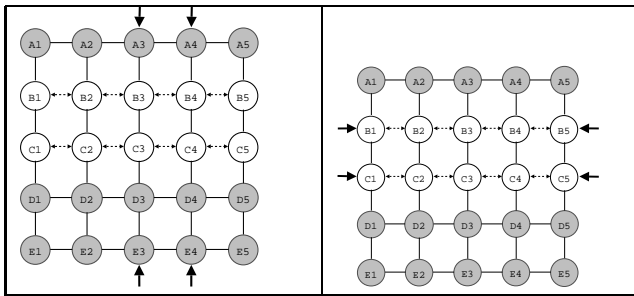 A1 A2 A3 A4 A5
B1 B2 B3 B4 B5
C1 C2 C3 C4 C5
D1 D2 D3 D4 D5
E1 E2 E3 E4 E5
A1 A2 A3 A4 A5
B1 B2 B3 B4 B5
C1 C2 C3 C4 C5
D1 D2 D3 D4 D5
E1 E2 E3 E4 E5